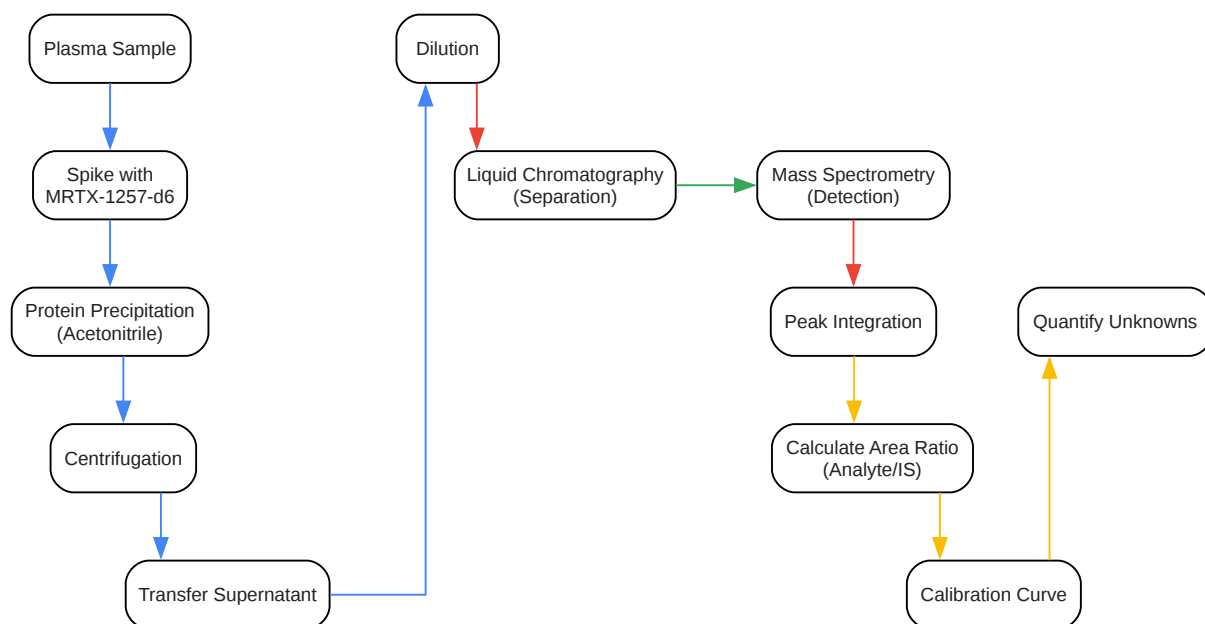 Plasma Sample
Spike with
MRTX-1257-d6
Protein Precipitation
(Acetonitrile)
Centrifugation
Transfer Supernatant
Dilution
Liquid Chromatography
(Separation)
Mass Spectrometry
(Detection)
Peak Integration
Calculate Area Ratio
(Analyte/IS)
Calibration Curve
Quantify Unknowns